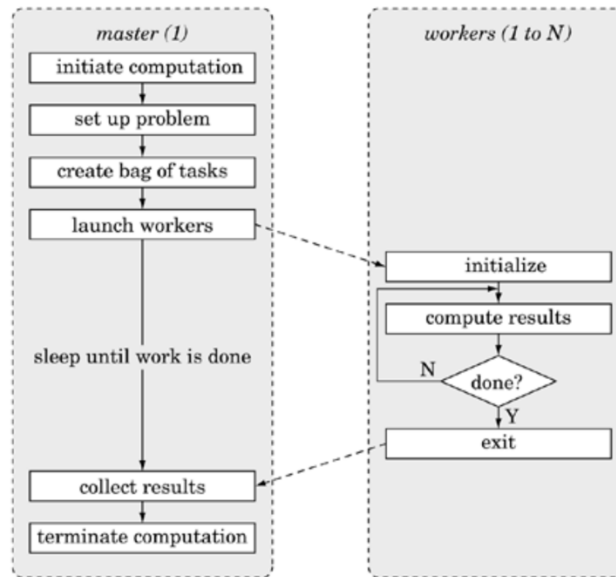 master (1)
initiate computation
set up problem
create bag of tasks
launch workers
sleep until work is done
collect results
terminate computation
workers (1 to N)
initialize
compute results
done?
N
Y
exit